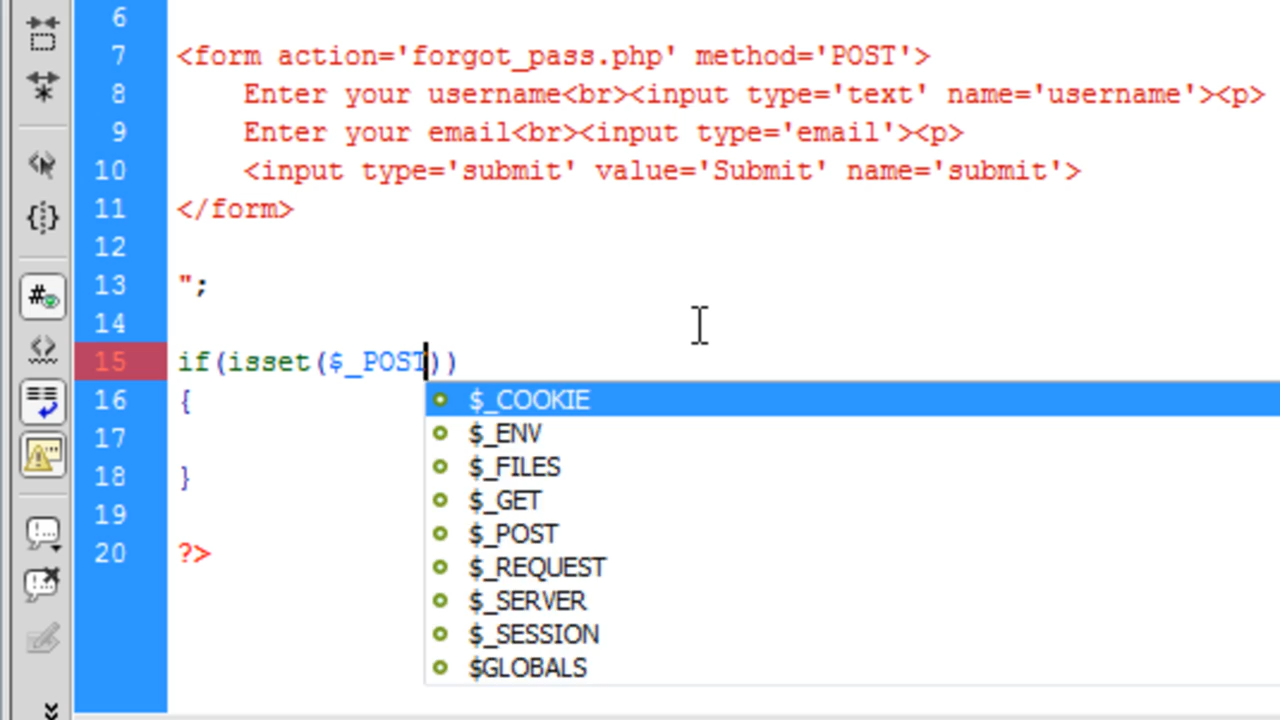 6
7 <form action='forgot_pass.php' method='POST'>
8 Enter your username<br><input type='text' name='username'><p>
9 Enter your email<br><input type='email'><p>
10 <input type='submit' value='Submit' name='submit'>
11 </form>
12
13 ";
14
15 if(isset($_POST))
16 {
$_COOKIE
$_ENV
17
$_FILES
18 }
$_GET
19
$_POST
20 ?>
$_REQUEST
$_SERVER
$_SESSION
$GLOBALS